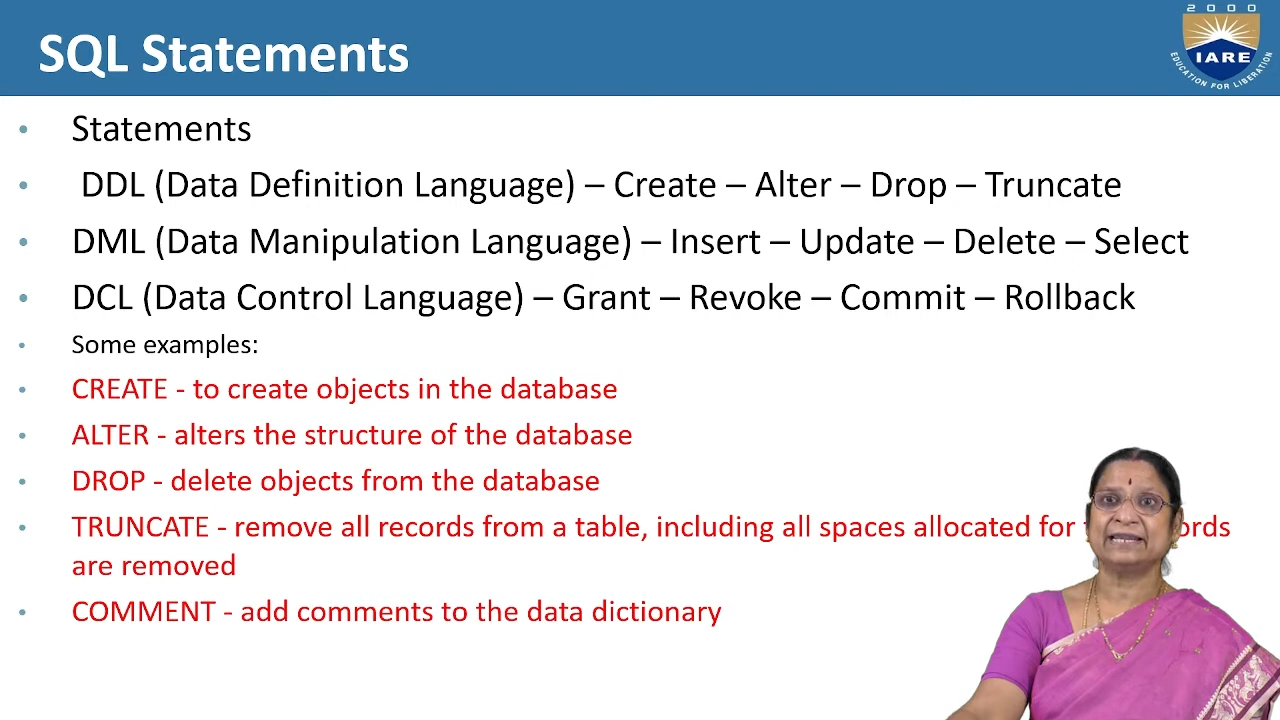 SQL Statements
2000
IARE
EDUCATION FOR LIBERATION
• Statements
• DDL (Data Definition Language) – Create – Alter – Drop – Truncate
• DML (Data Manipulation Language) – Insert – Update – Delete – Select
• DCL (Data Control Language) – Grant – Revoke – Commit – Rollback
• Some examples:
• CREATE - to create objects in the database
• ALTER - alters the structure of the database
• DROP - delete objects from the database
• TRUNCATE - remove all records from a table, including all spaces allocated for
are removed
• COMMENT - add comments to the data dictionary